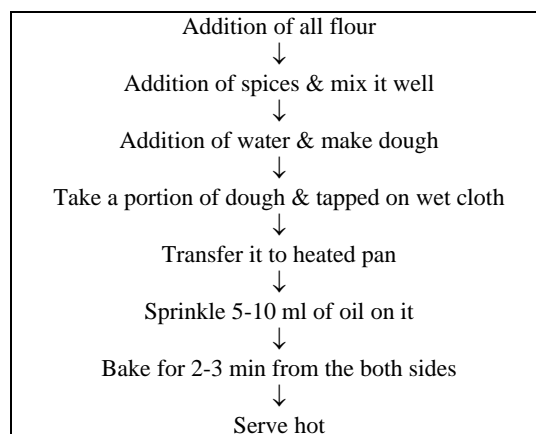 Addition of all flour
↓
Addition of spices & mix it well
↓
Addition of water & make dough
↓
Take a portion of dough & tapped on wet cloth
↓
Transfer it to heated pan
↓
Sprinkle 5-10 ml of oil on it
↓
Bake for 2-3 min from the both sides
↓
Serve hot